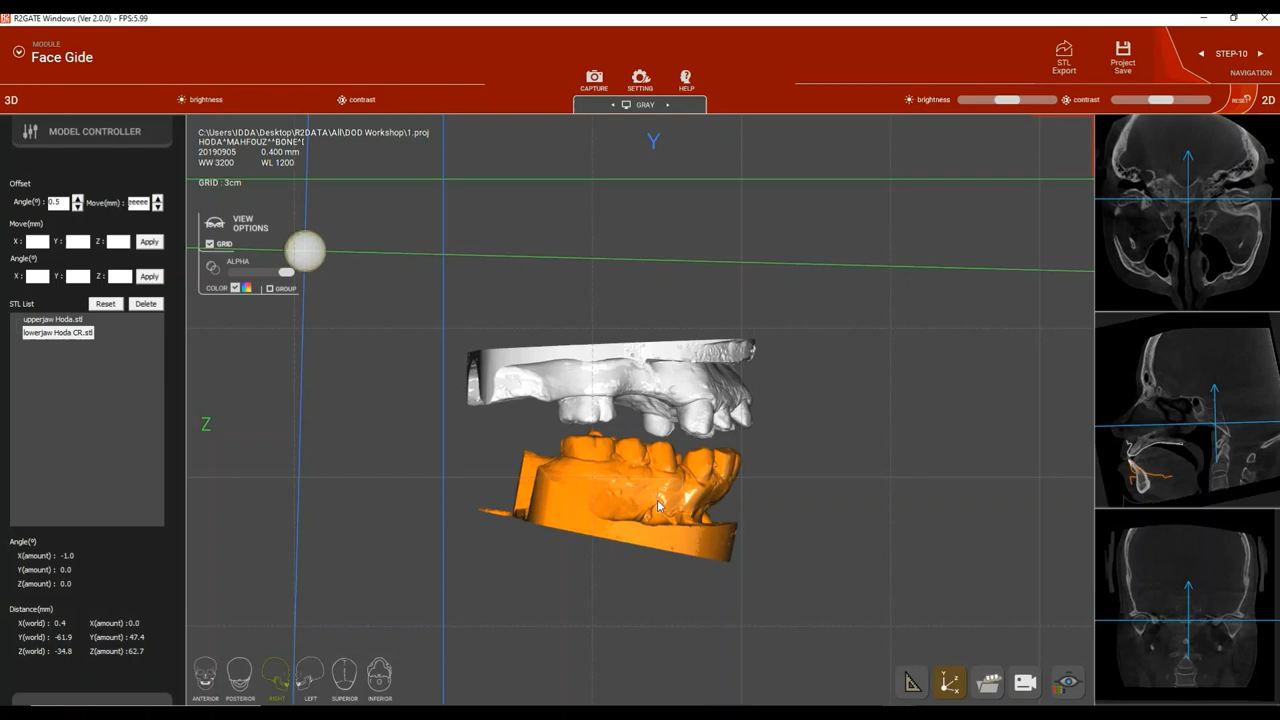 R2GATE Windows (Ver 2.0.0) - FPS:5.99
MODULE
Face Gide
CAPTURE
SETTING
HELP
STL Export
Project Save
STEP-10
NAVIGATION
3D
brightness
contrast
GRAY
brightness
contrast
RESET
2D
MODEL CONTROLLER
Offset
Angle(º) : 0.5 Move(mm) : eeeee
Move(mm)
X : Y : Z : Apply
Angle(º)
X : Y : Z : Apply
STL List Reset Delete
upperjaw Hoda.stl
lowerjaw Hoda CR.stl
Angle(º)
X(amount) : -1.0
Y(amount) : 0.0
Z(amount) : 0.0
Distance(mm)
X(world) : 0.4 X(amount) :0.0
Y(world) : -61.9 Y(amount) :47.4
Z(world) : -34.8 Z(amount) :62.7
C:\Users\IDDA\Desktop\R2DATA\All\DOD Workshop\1.proj
HODA^MAHFOUZ^^BONE^[
20190905 0.400 mm
WW 3200 WL 1200
GRID : 3cm
VIEW OPTIONS
GRID
ALPHA
COLOR
GROUP
Y
Z
ANTERIOR
POSTERIOR
RIGHT
LEFT
SUPERIOR
INFERIOR